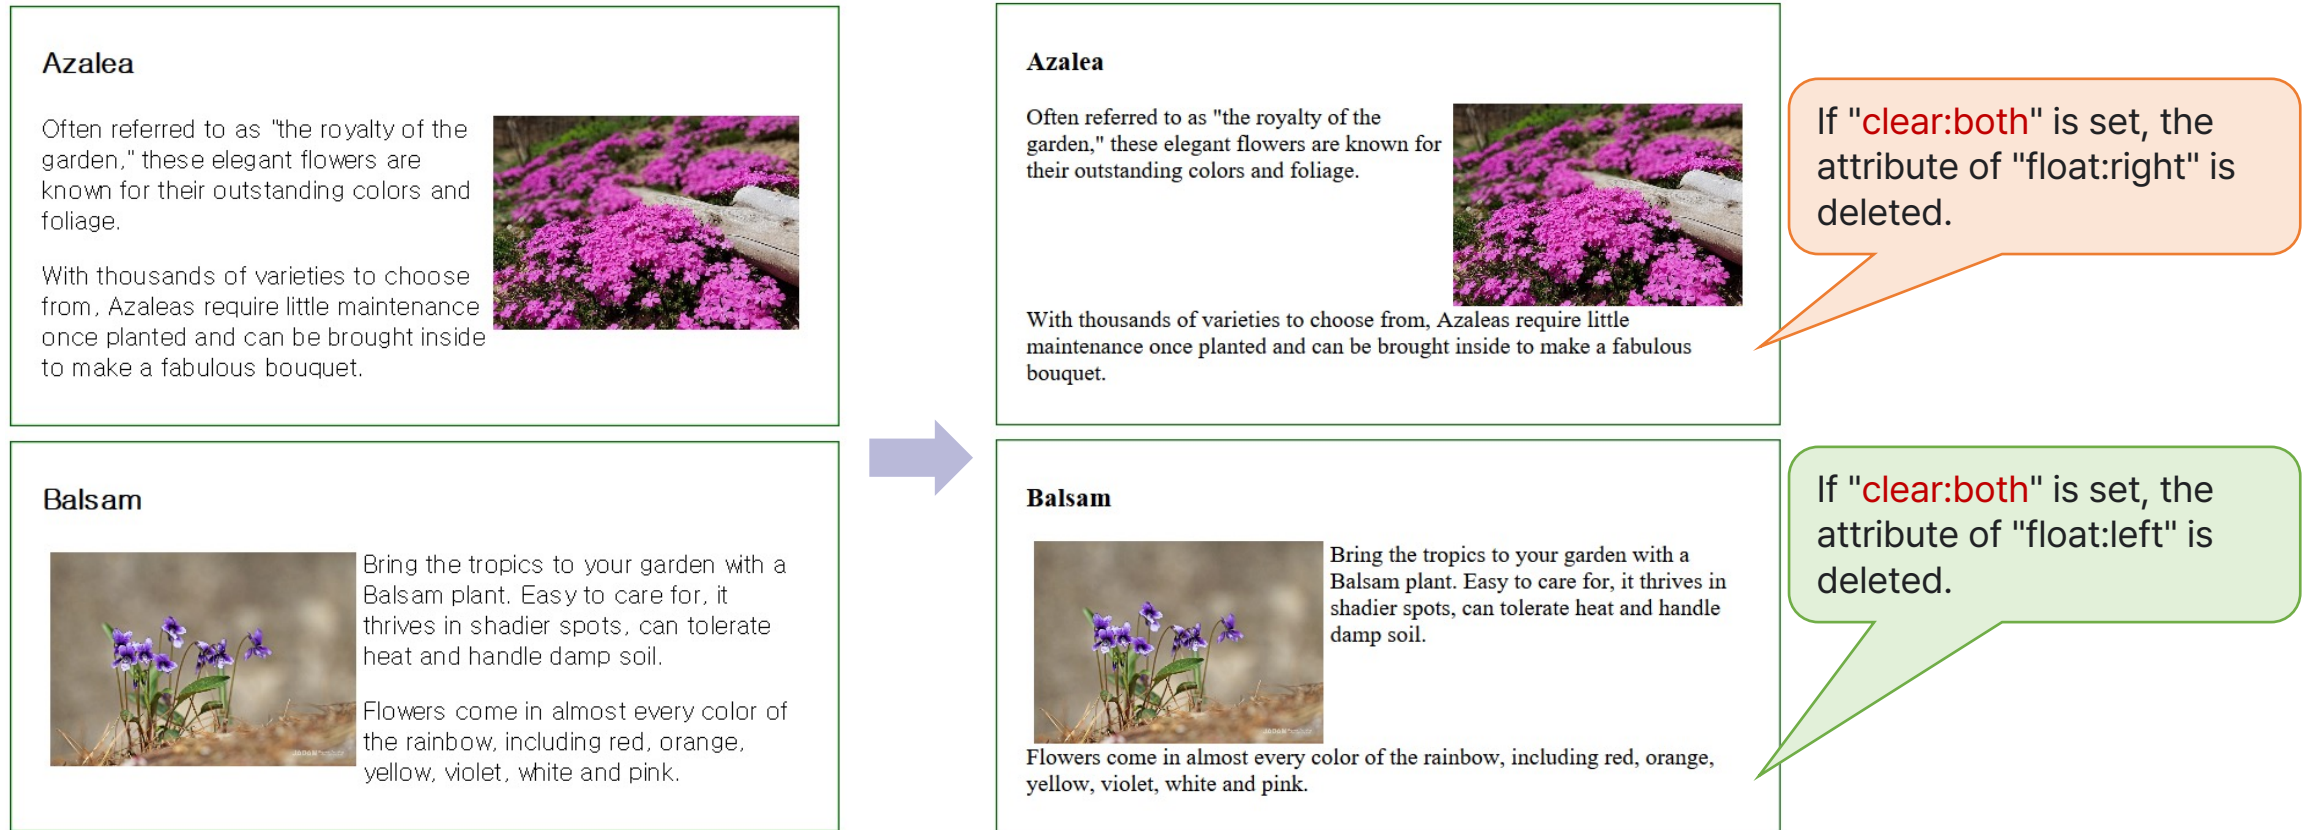 Azalea
Often referred to as "the royalty of the
garden," these elegant flowers are
known for their outstanding colors and
foliage.
With thousands of varieties to choose
from, Azaleas require little maintenance
once planted and can be brought inside
to make a fabulous bouquet.
Balsam
Bring the tropics to your garden with a
Balsam plant. Easy to care for, it
thrives in shadier spots, can tolerate
heat and handle damp soil.
Flowers come in almost every color of
the rainbow, including red, orange,
yellow, violet, white and pink.
Azalea
Often referred to as "the royalty of the
garden," these elegant flowers are known for
their outstanding colors and foliage.
With thousands of varieties to choose from, Azaleas require little
maintenance once planted and can be brought inside to make a fabulous
bouquet.
Balsam
Bring the tropics to your garden with a
Balsam plant. Easy to care for, it thrives in
shadier spots, can tolerate heat and handle
damp soil.
Flowers come in almost every color of the rainbow, including red, orange,
yellow, violet, white and pink.
If "clear:both" is set, the
attribute of "float:right" is
deleted.
If "clear:both" is set, the
attribute of "float:left" is
deleted.